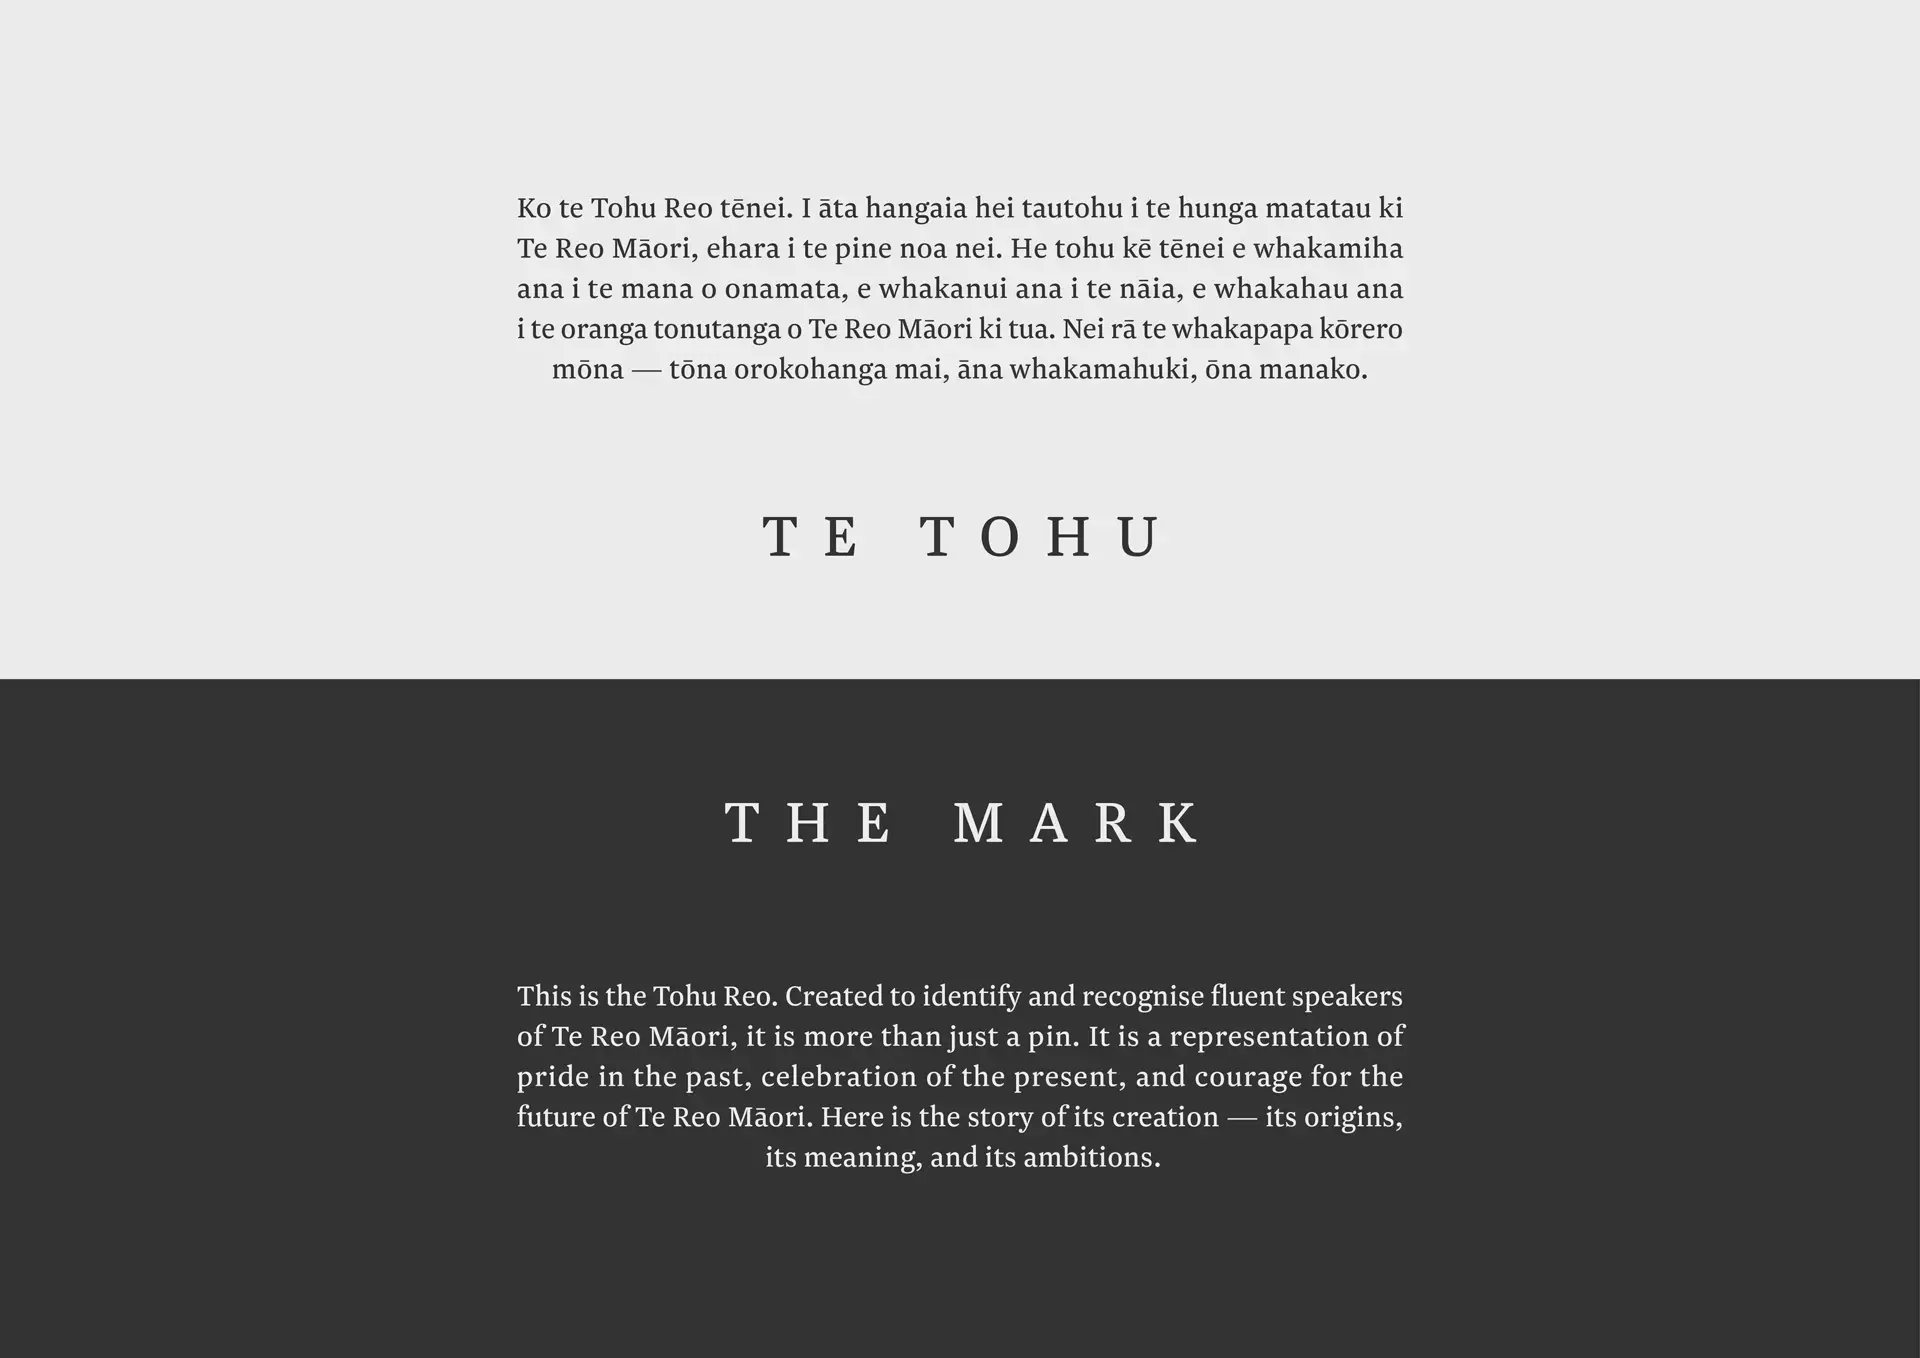 Ko te Tohu Reo tēnei. I āta hangaia hei tautohu i te hunga matatau ki
Te Reo Māori, ehara i te pine noa nei. He tohu kē tēnei e whakamiha
ana i te mana o onamata, e whakanui ana i te nāia, e whakahau ana
i te oranga tonutanga o Te Reo Māori ki tua. Nei rā te whakapapa kōrero
mōna — tōna orokohanga mai, āna whakamahuki, ōna manako.
TE TOHU
THE MARK
This is the Tohu Reo. Created to identify and recognise fluent speakers
of Te Reo Māori, it is more than just a pin. It is a representation of
pride in the past, celebration of the present, and courage for the
future of Te Reo Māori. Here is the story of its creation — its origins,
its meaning, and its ambitions.